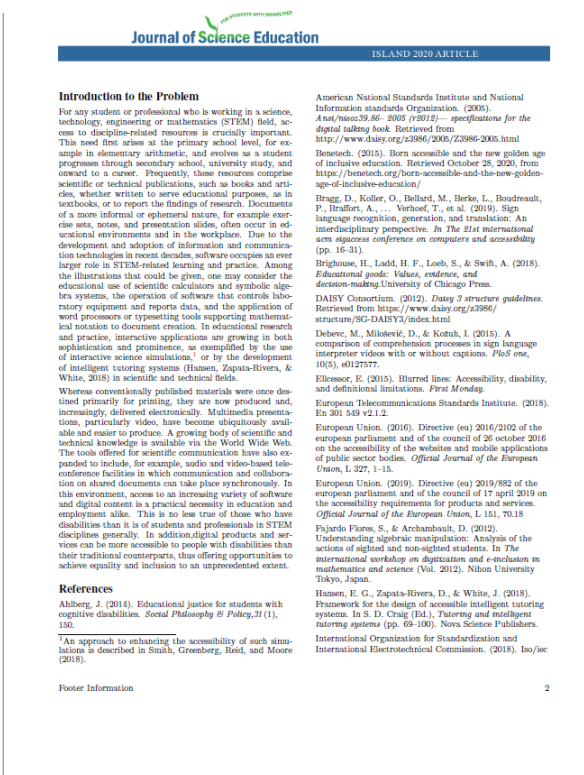 FOR STUDENTS WITH DISABILITIES
Journal of Science Education
ISLAND 2020 ARTICLE
Introduction to the Problem
For any student or professional who is working in a science,
technology, engineering or mathematics (STEM) field, ac-
cess to discipline-related resources is crucially important.
This need first arises at the primary school level, for ex-
ample in elementary arithmetic, and evolves as a student
progresses through secondary school, university study, and
onward to a career. Frequently, these resources comprise
scientific or technical publications, such as books and arti-
cles, whether written to serve educational purposes, as in
textbooks, or to report the findings of research. Documents
of a more informal or ephemeral nature, for example exer-
cise sets, notes, and presentation slides, often occur in ed-
ucational environments and in the workplace. Due to the
development and adoption of information and communica-
tion technologies in recent decades, software occupies an ever
larger role in STEM-related learning and practice. Among
the illustrations that could be given, one may consider the
educational use of scientific calculators and symbolic alge-
bra systems, the operation of software that controls labo-
ratory equipment and reports data, and the application of
word processors or typesetting tools supporting mathemat-
ical notation to document creation. In educational research
and practice, interactive applications are growing in both
sophistication and prominence, as exemplified by the use
of interactive science simulations,1 or by the development
of intelligent tutoring systems (Hansen, Zapata-Rivera, &
White, 2018) in scientific and technical fields.
Whereas conventionally published materials were once des-
tined primarily for printing, they are now produced and,
increasingly, delivered electronically. Multimedia presenta-
tions, particularly video, have become ubiquitously avail-
able and easier to produce. A growing body of scientific and
technical knowledge is available via the World Wide Web.
The tools offered for scientific communication have also ex-
panded to include, for example, audio and video-based tele-
conference facilities in which communication and collabora-
tion on shared documents can take place synchronously. In
this environment, access to an increasing variety of software
and digital content is a practical necessity in education and
employment alike. This is no less true of those who have
disabilities than it is of students and professionals in STEM
disciplines generally. In addition,digital products and ser-
vices can be more accessible to people with disabilities than
their traditional counterparts, thus offering opportunities to
achieve equality and inclusion to an unprecedented extent.
References
Ahlberg, J. (2014). Educational justice for students with
cognitive disabilities. Social Philosophy & Policy,31 (1),
150.
1An approach to enhancing the accessibility of such simu-
lations is described in Smith, Greenberg, Reid, and Moore
(2018).
American National Standards Institute and National
Information standards Organization. (2005).
Ansi/nisoz39.86– 2005 (r2012)— specifications for the
digital talking book. Retrieved from
http://www.daisy.org/z3986/2005/Z3986-2005.html
Benetech. (2015). Born accessible and the new golden age
of inclusive education. Retrieved October 28, 2020, from
https://benetech.org/born-accessible-and-the-new-golden-
age-of-inclusive-education/
Bragg, D., Koller, O., Bellard, M., Berke, L., Boudreault,
P., Braffort, A., ... Verhoef, T., et al. (2019). Sign
language recognition, generation, and translation: An
interdisciplinary perspective. In The 21st international
acm sigaccess conference on computers and accessibility
(pp. 16–31).
Brighouse, H., Ladd, H. F., Loeb, S., & Swift, A. (2018).
Educational goods: Values, evidence, and
decision-making.University of Chicago Press.
DAISY Consortium. (2012). Daisy 3 structure guidelines.
Retrieved from https://www.daisy.org/z3986/
structure/SG-DAISY3/index.html
Debevc, M., Milošević, D., & Kožuh, I. (2015). A
comparison of comprehension processes in sign language
interpreter videos with or without captions. PloS one,
10(5), e0127577.
Ellcessor, E. (2015). Blurred lines: Accessibility, disability,
and definitional limitations. First Monday.
European Telecommunications Standards Institute. (2018).
En 301 549 v2.1.2.
European Union. (2016). Directive (eu) 2016/2102 of the
european parliament and of the council of 26 october 2016
on the accessibility of the websites and mobile applications
of public sector bodies. Official Journal of the European
Union, L 327, 1–15.
European Union. (2019). Directive (eu) 2019/882 of the
european parliament and of the council of 17 april 2019 on
the accessibility requirements for products and services.
Official Journal of the European Union, L 151, 70.18
Fajardo Flores, S., & Archambault, D. (2012).
Understanding algebraic manipulation: Analysis of the
actions of sighted and non-sighted students. In The
international workshop on digitization and e-inclusion in
mathematics and science (Vol. 2012). Nihon University
Tokyo, Japan.
Hansen, E. G., Zapata-Rivera, D., & White, J. (2018).
Framework for the design of accessible intelligent tutoring
systems. In S. D. Craig (Ed.), Tutoring and intelligent
tutoring systems (pp. 69–100). Nova Science Publishers.
International Organization for Standardization and
International Electrotechnical Commission. (2018). Iso/iec
Footer Information
2